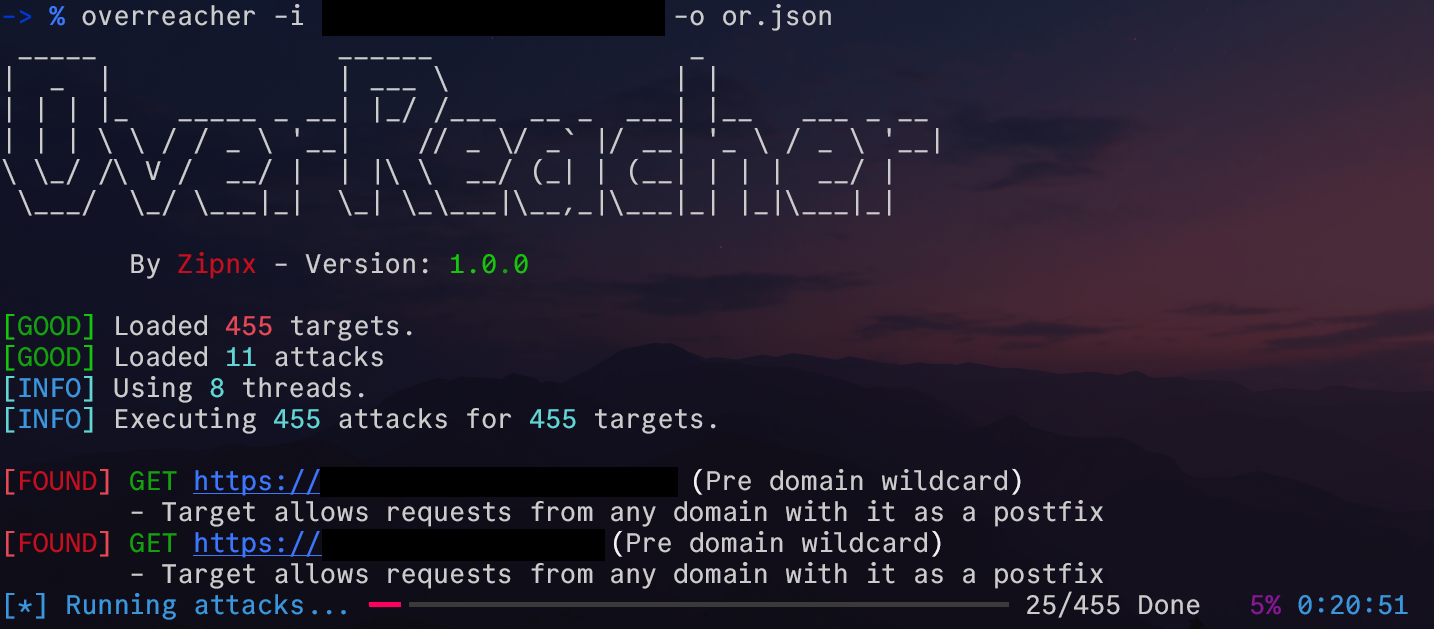 -> % overreacher -i -o or.json
OverReacher
By Zipnx - Version: 1.0.0
[GOOD] Loaded 455 targets.
[GOOD] Loaded 11 attacks
[INFO] Using 8 threads.
[INFO] Executing 455 attacks for 455 targets.
[FOUND] GET https:// (Pre domain wildcard)
- Target allows requests from any domain with it as a postfix
[FOUND] GET https:// (Pre domain wildcard)
- Target allows requests from any domain with it as a postfix
[*] Running attacks... 25/455 Done 5% 0:20:51